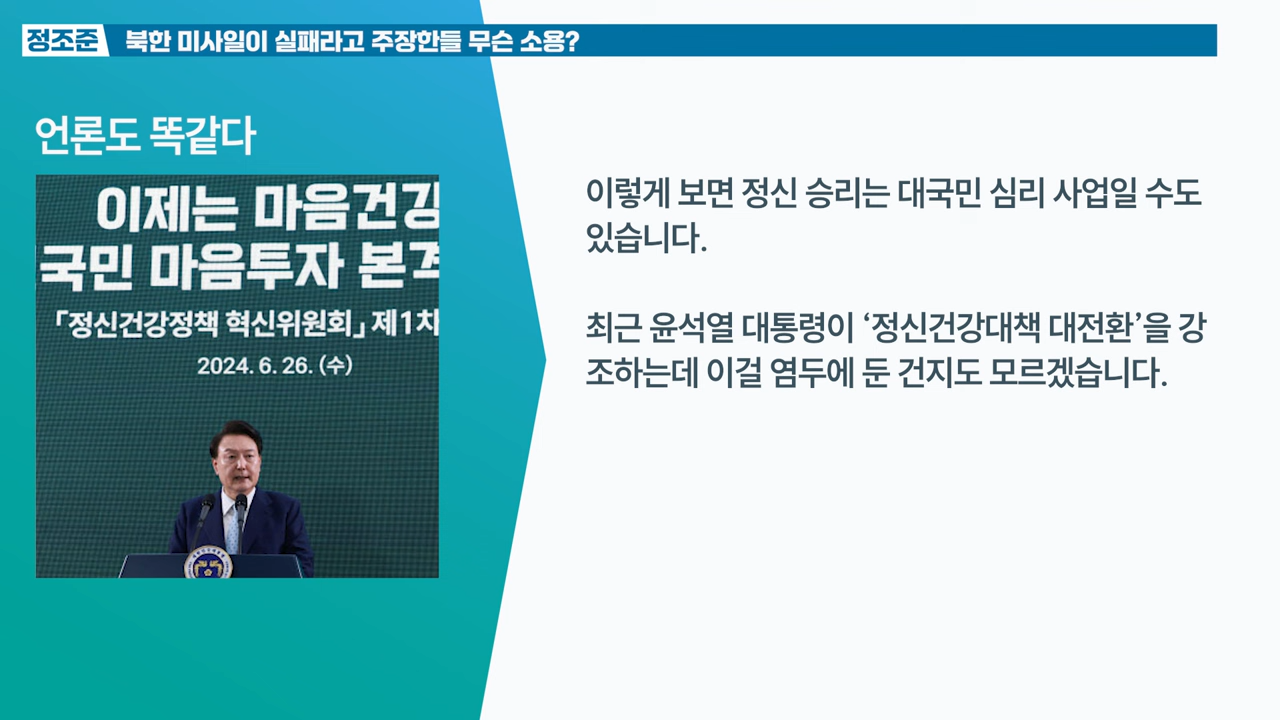 정조준 북한 미사일이 실패라고 주장한들 무슨 소용?
언론도 똑같다
이제는 마음건강
국민 마음투자 본격
「정신건강정책 혁신위원회」 제1차
2024. 6. 26. (수)
이렇게 보면 정신 승리는 대국민 심리 사업일 수도
있습니다.
최근 윤석열 대통령이 ‘정신건강대책 대전환’을 강
조하는데 이걸 염두에 둔 건지도 모르겠습니다.